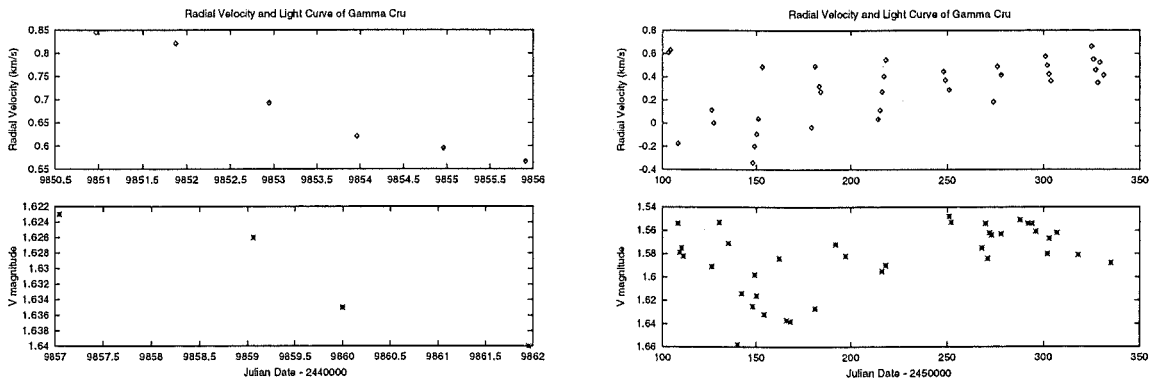 Radial Velocity and Light Curve of Gamma Cru
Radial Velocity (km/s)
0.85
0.8
0.75
0.7
0.65
0.6
0.55
9850.5 9851 9851.5 9852 9852.5 9853 9853.5 9854 9854.5 9855 9855.5 9856
V magnitude
1.622
1.624
1.626
1.628
1.63
1.632
1.634
1.636
1.638
1.64
9857 9857.5 9858 9858.5 9859 9859.5 9860 9860.5 9861 9861.5 9862
Julian Date - 2440000
Radial Velocity and Light Curve of Gamma Cru
Radial Velocity (km/s)
0.8
0.6
0.4
0.2
0
-0.2
-0.4
100 150 200 250 300 350
V magnitude
1.54
1.56
1.58
1.6
1.62
1.64
1.66
100 150 200 250 300 350
Julian Date - 2450000